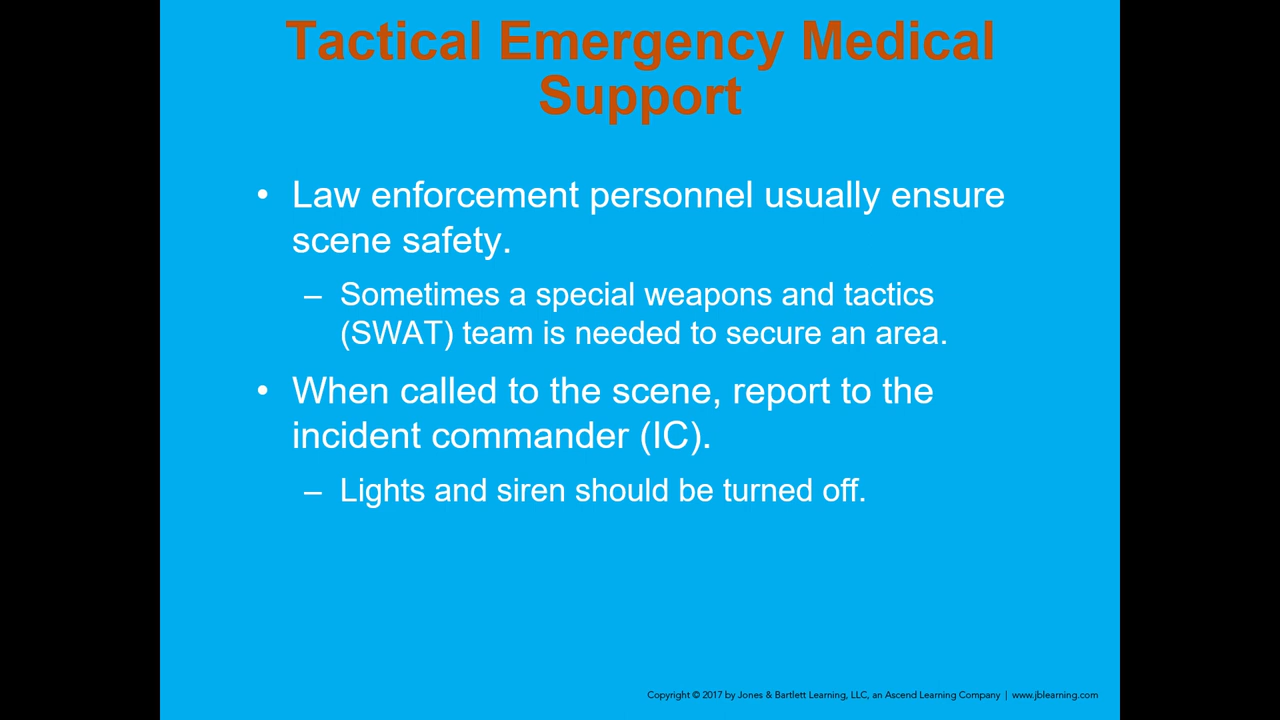 Tactical Emergency Medical
Support
• Law enforcement personnel usually ensure
scene safety.
– Sometimes a special weapons and tactics
(SWAT) team is needed to secure an area.
• When called to the scene, report to the
incident commander (IC).
– Lights and siren should be turned off.
Copyright © 2017 by Jones & Bartlett Learning, LLC, an Ascend Learning Company | www.jblearning.com